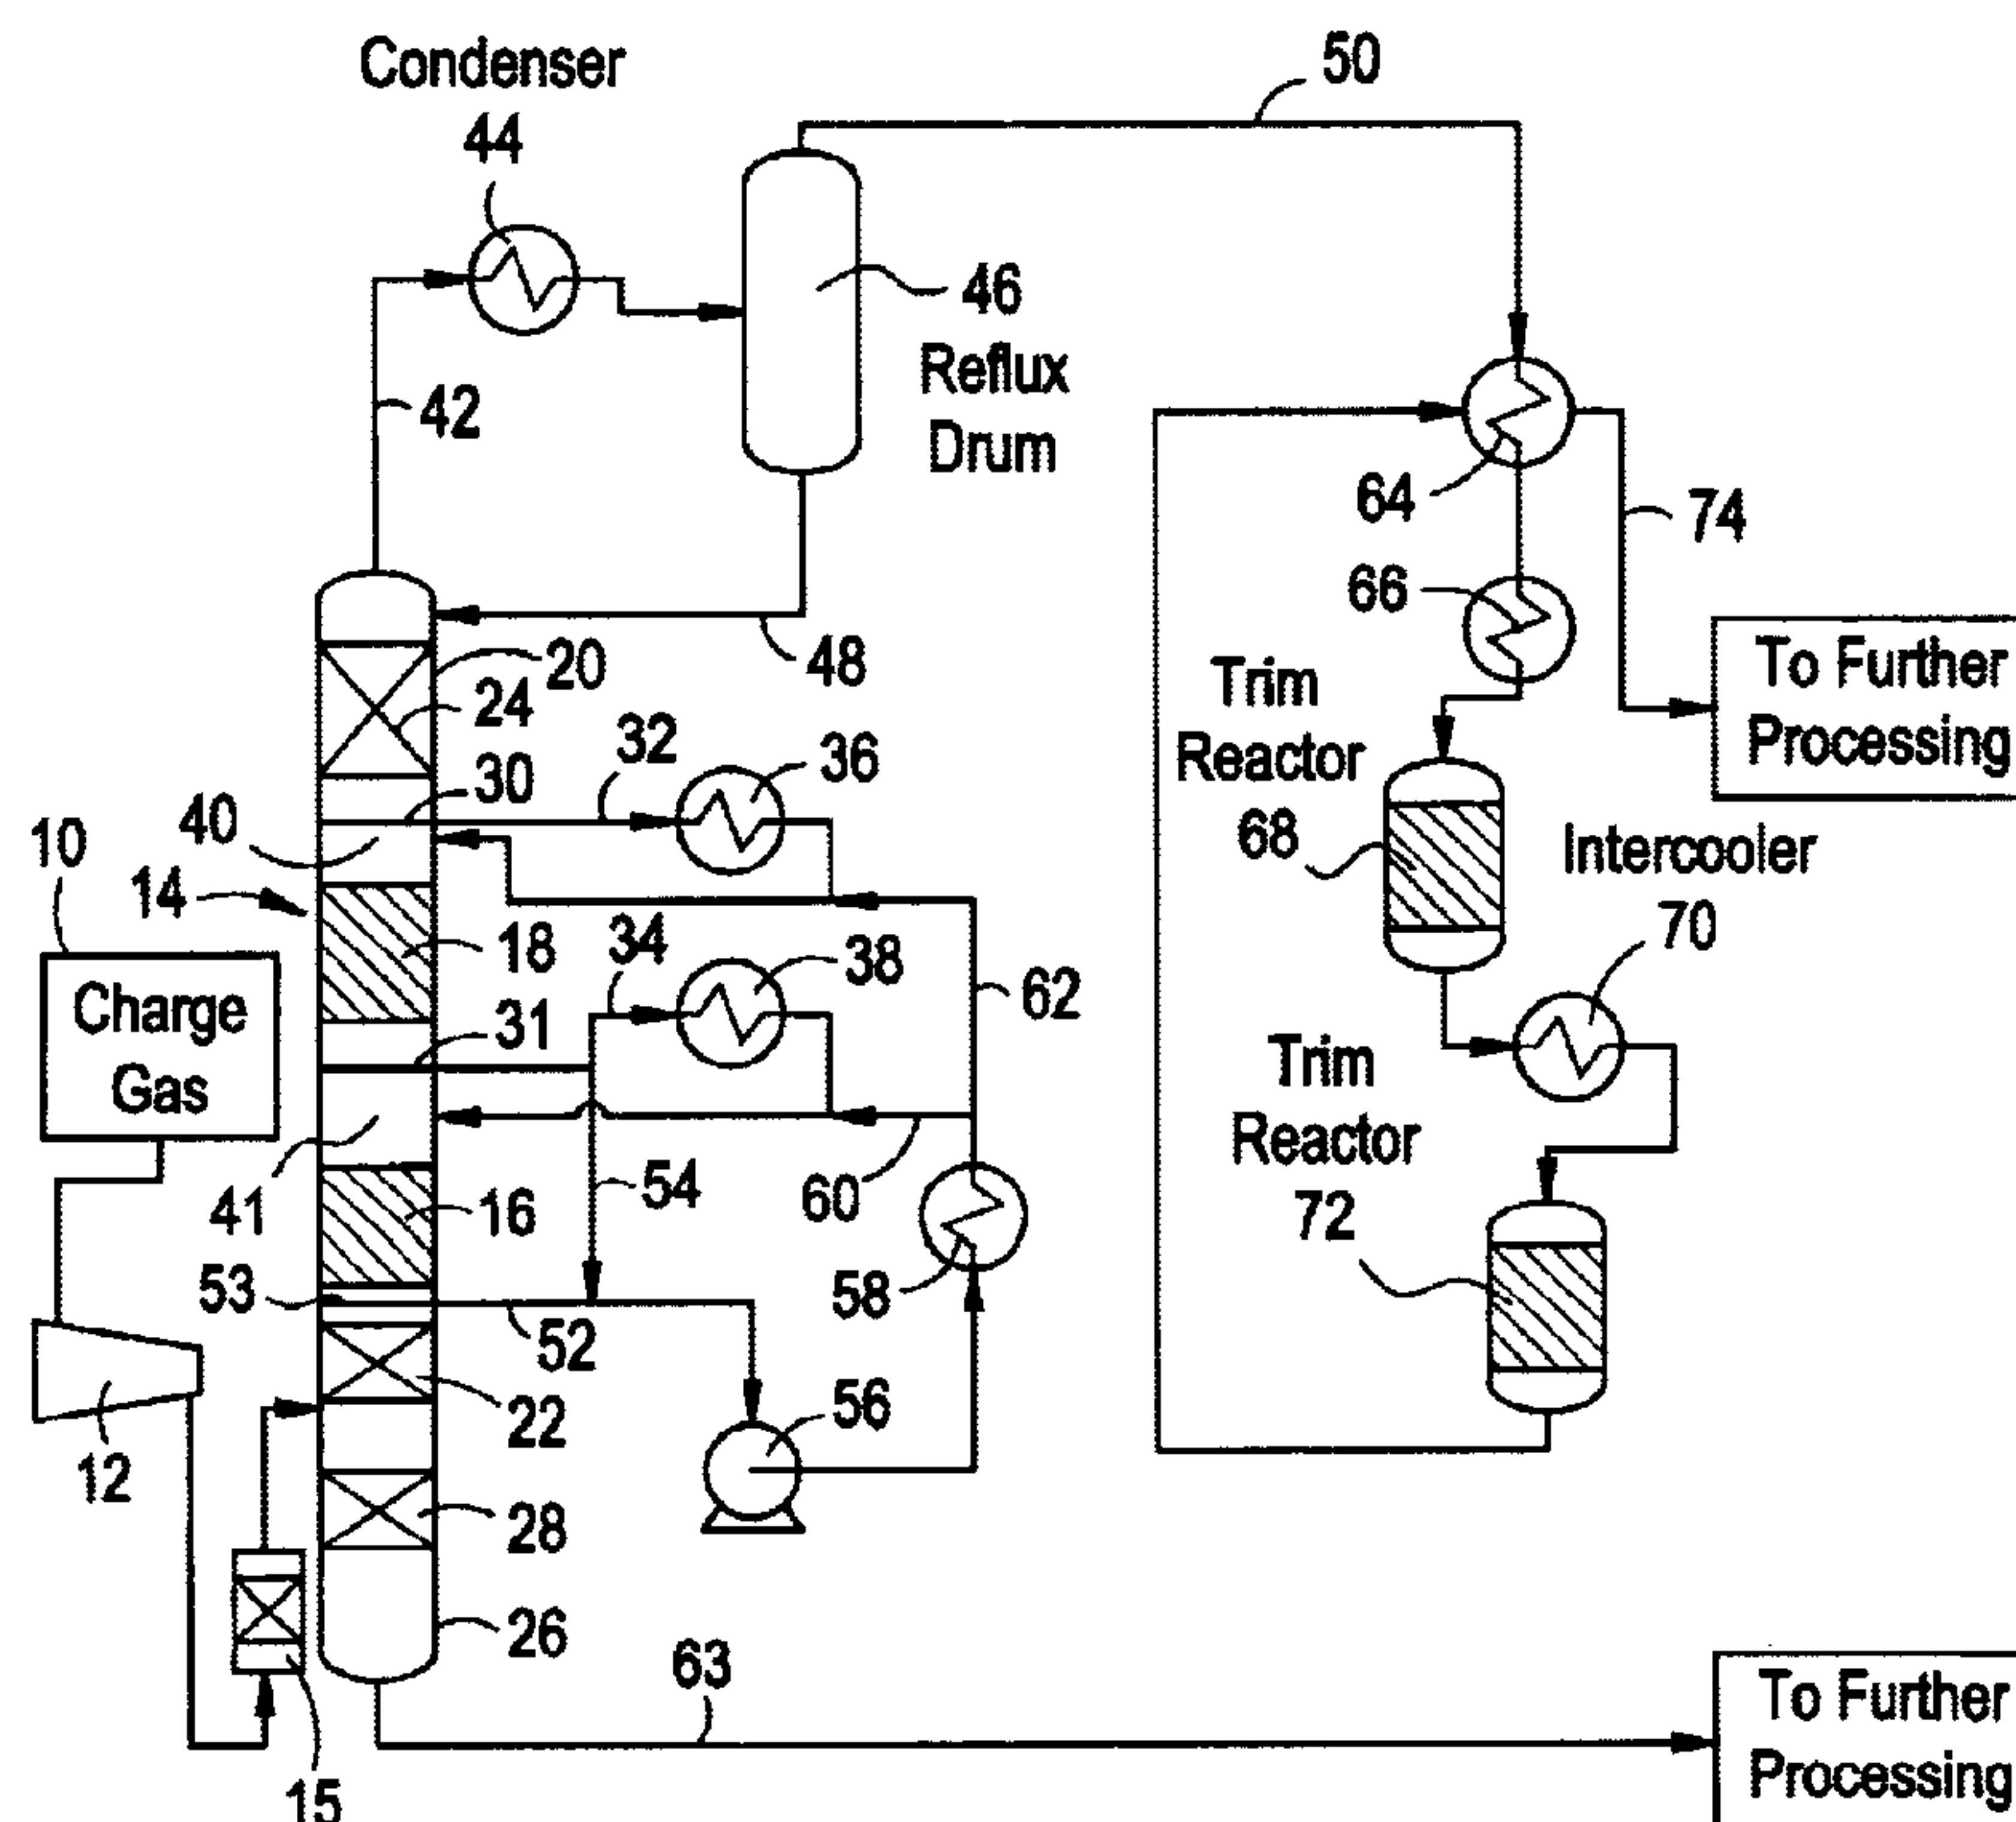 Condenser
44
50
46
Reflux
Drum
42
48
64
74
66
20
24
30
32
36
40
10
14
18
34
38
31
62
Charge
Gas
41
16
54
60
53
52
58
22
56
12
28
26
15
63
Trim
Reactor
68
Intercooler
70
Trim
Reactor
72
To Further
Processing
To Further
Processing